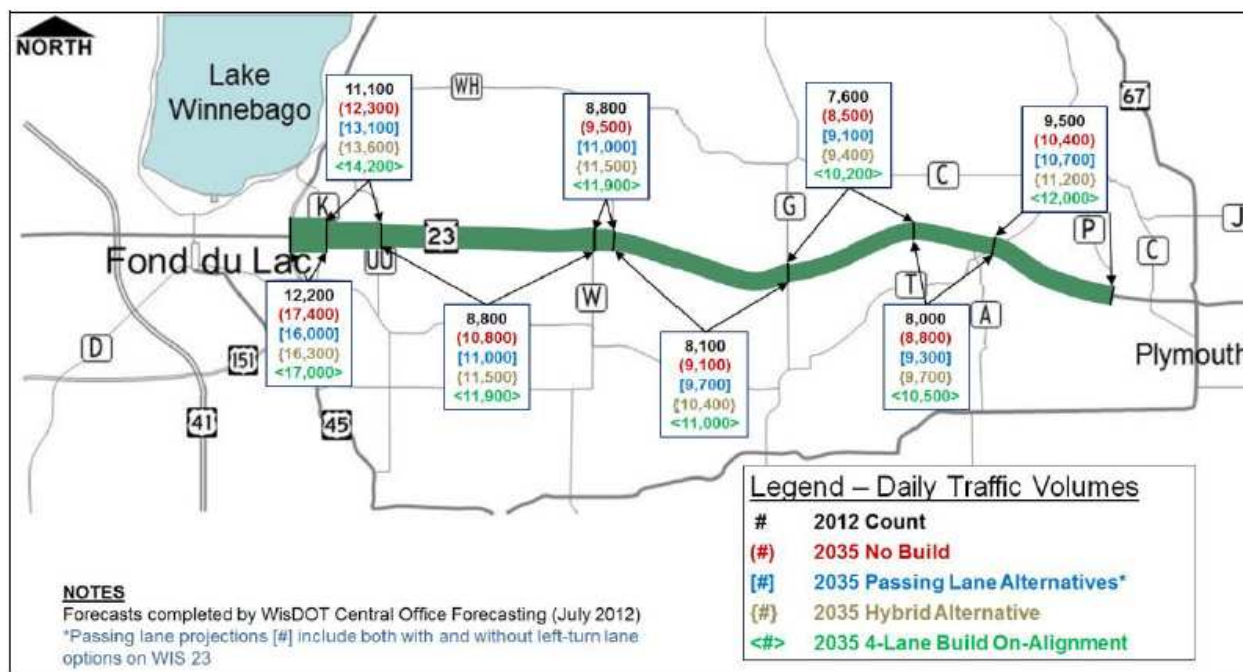 NORTH
Lake
Winnebago
11,100
(12,300)
[13,100]
{13,600}
<14,200>
WH
8,800
(9,500)
[11,000]
{11,500}
<11,900>
7,600
(8,500)
[9,100]
{9,400}
<10,200>
67
9,500
(10,400)
[10,700]
{11,200}
<12,000>
C
K
23
G
P
J
C
Fond du Lac
UU
W
T
A
12,200
(17,400)
[16,000]
{16,300}
<17,000>
8,800
(10,800)
[11,000]
{11,500}
<11,900>
8,100
(9,100)
[9,700]
{10,400}
<11,000>
8,000
(8,800)
[9,300]
{9,700}
<10,500>
Plymouth
D
151
41
45
Legend – Daily Traffic Volumes
# 2012 Count
(#) 2035 No Build
[#] 2035 Passing Lane Alternatives*
{#} 2035 Hybrid Alternative
<#> 2035 4-Lane Build On-Alignment
NOTES
Forecasts completed by WisDOT Central Office Forecasting (July 2012)
*Passing lane projections [#] include both with and without left-turn lane
options on WIS 23